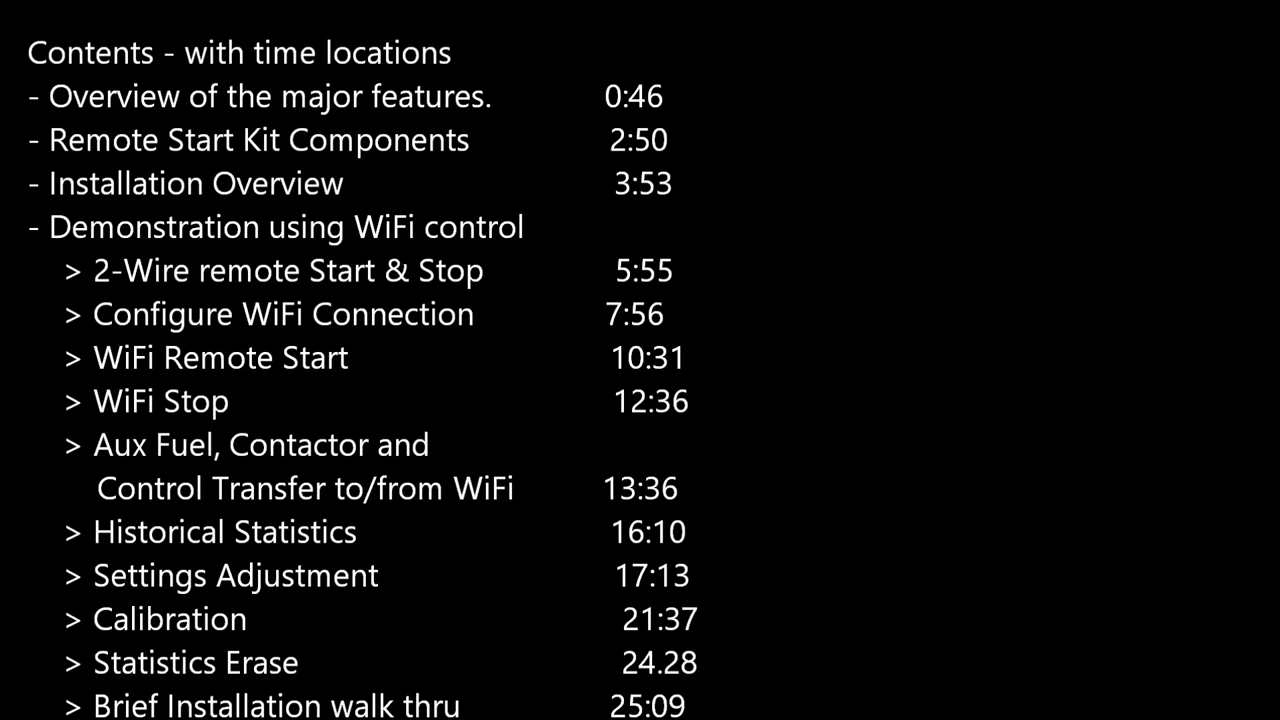 Contents - with time locations
- Overview of the major features. 0:46
- Remote Start Kit Components 2:50
- Installation Overview 3:53
- Demonstration using WiFi control
> 2-Wire remote Start & Stop 5:55
> Configure WiFi Connection 7:56
> WiFi Remote Start 10:31
> WiFi Stop 12:36
> Aux Fuel, Contactor and
Control Transfer to/from WiFi 13:36
> Historical Statistics 16:10
> Settings Adjustment 17:13
> Calibration 21:37
> Statistics Erase 24.28
> Brief Installation walk thru 25:09